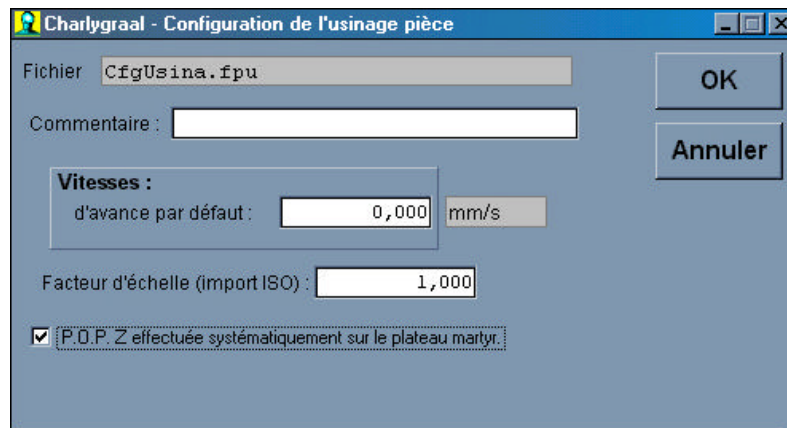 Charlygraal - Configuration de l'usinage pièce
Fichier CfgUsina.fpu
OK
Commentaire :
Annuler
Vitesses :
d'avance par défaut : 0,000 mm/s
Facteur d'échelle (import ISO) : 1,000
P.O.P. Z effectuée systématiquement sur le plateau martyr.